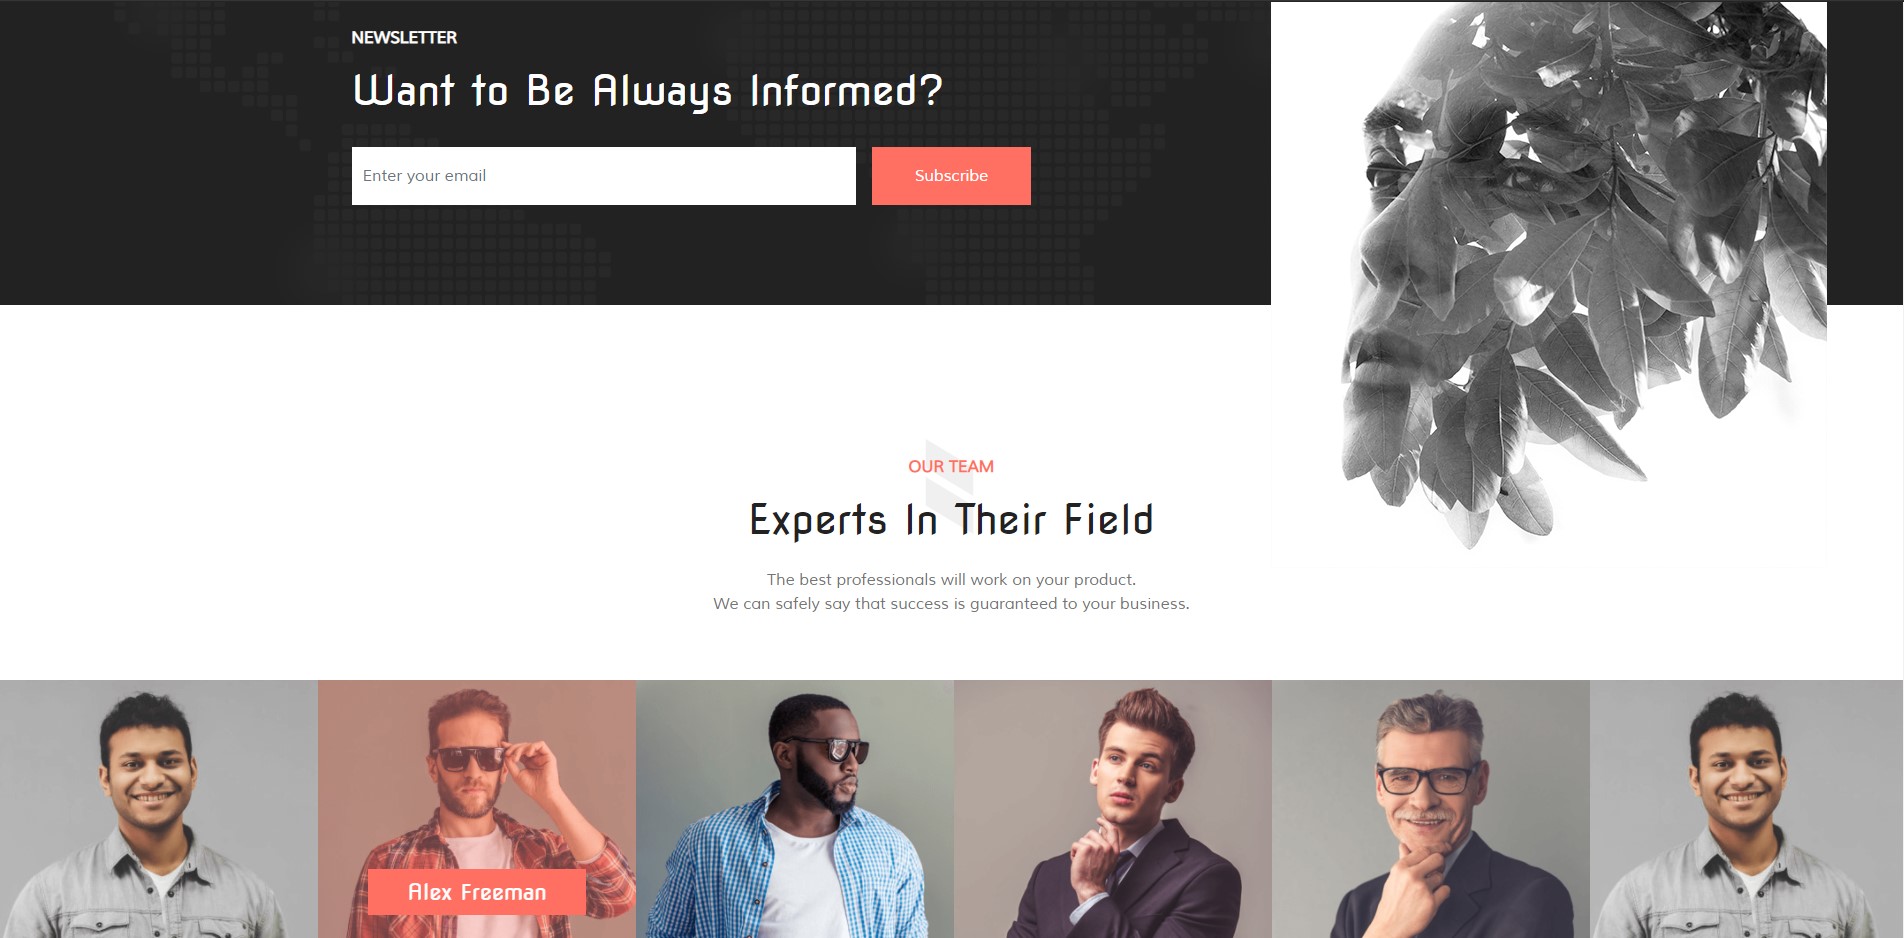 NEWSLETTER
Want to Be Always Informed?
Enter your email
Subscribe
OUR TEAM
Experts In Their Field
The best professionals will work on your product.
We can safely say that success is guaranteed to your business.
Alex Freeman